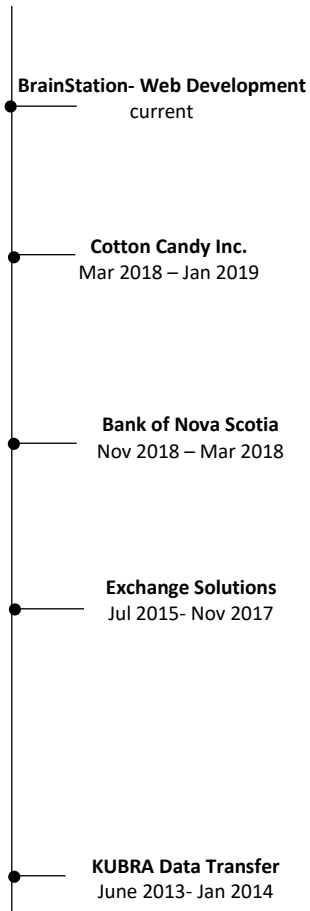 BrainStation- Web Development
current
Cotton Candy Inc.
Mar 2018 – Jan 2019
Bank of Nova Scotia
Nov 2018 – Mar 2018
Exchange Solutions
Jul 2015- Nov 2017
KUBRA Data Transfer
June 2013- Jan 2014